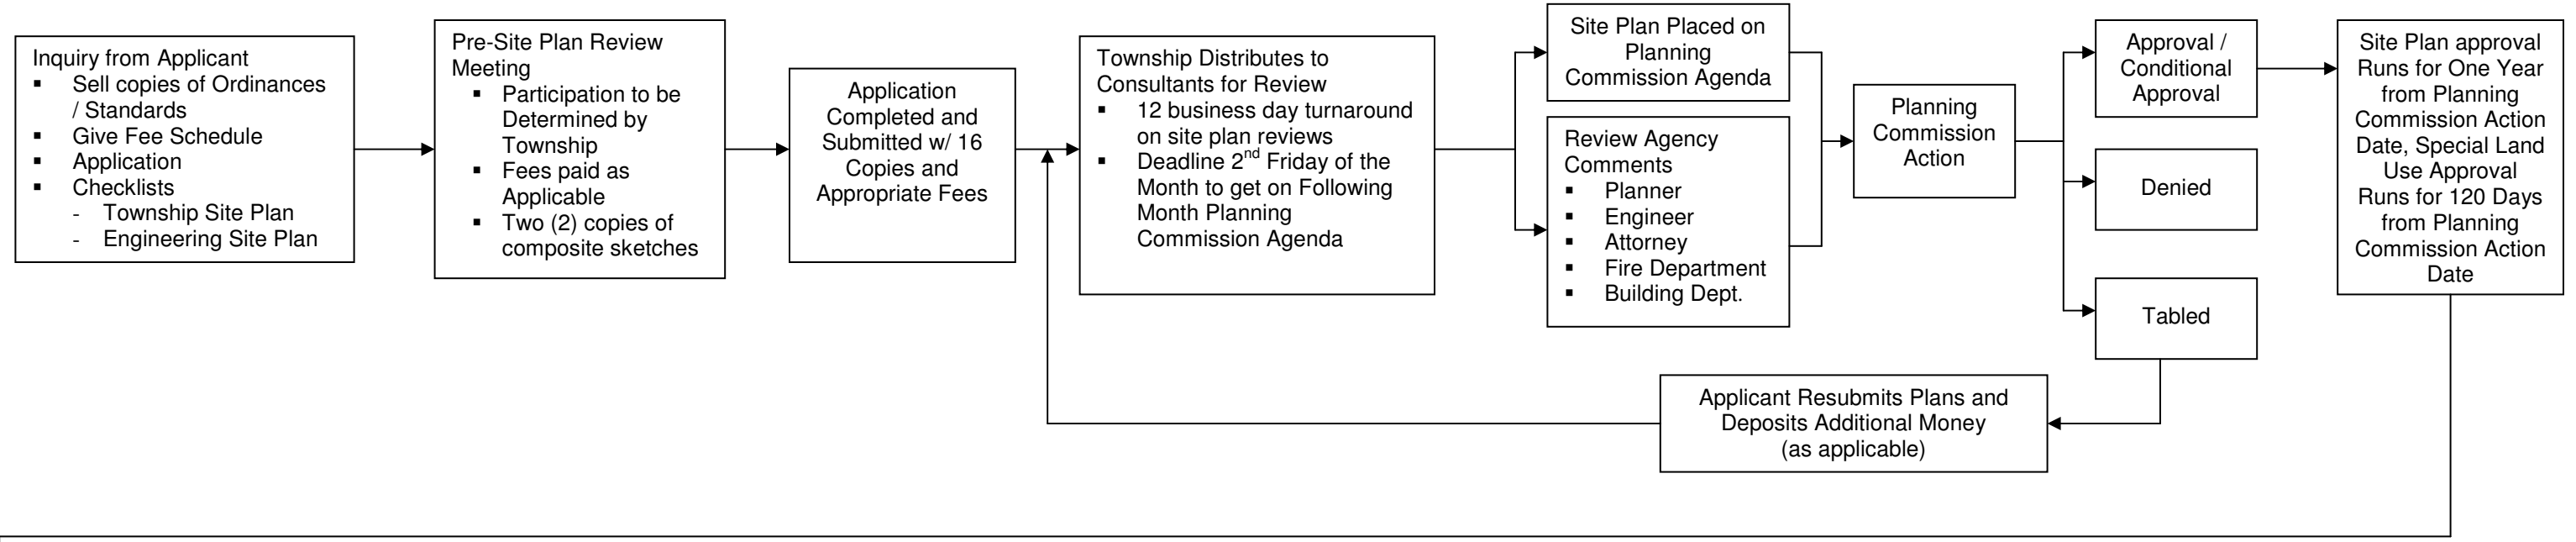 Inquiry from Applicant
▪ Sell copies of Ordinances
/ Standards
▪ Give Fee Schedule
▪ Application
▪ Checklists
- Township Site Plan
- Engineering Site Plan
Pre-Site Plan Review
Meeting
▪ Participation to be
Determined by
Township
▪ Fees paid as
Applicable
▪ Two (2) copies of
composite sketches
Application
Completed and
Submitted w/ 16
Copies and
Appropriate Fees
Township Distributes to
Consultants for Review
▪ 12 business day turnaround
on site plan reviews
▪ Deadline 2nd Friday of the
Month to get on Following
Month Planning
Commission Agenda
Site Plan Placed on
Planning
Commission Agenda
Review Agency
Comments
▪ Planner
▪ Engineer
▪ Attorney
▪ Fire Department
▪ Building Dept.
Planning
Commission
Action
Approval /
Conditional
Approval
Denied
Tabled
Site Plan approval
Runs for One Year
from Planning
Commission Action
Date, Special Land
Use Approval
Runs for 120 Days
from Planning
Commission Action
Date
Applicant Resubmits Plans and
Deposits Additional Money
(as applicable)